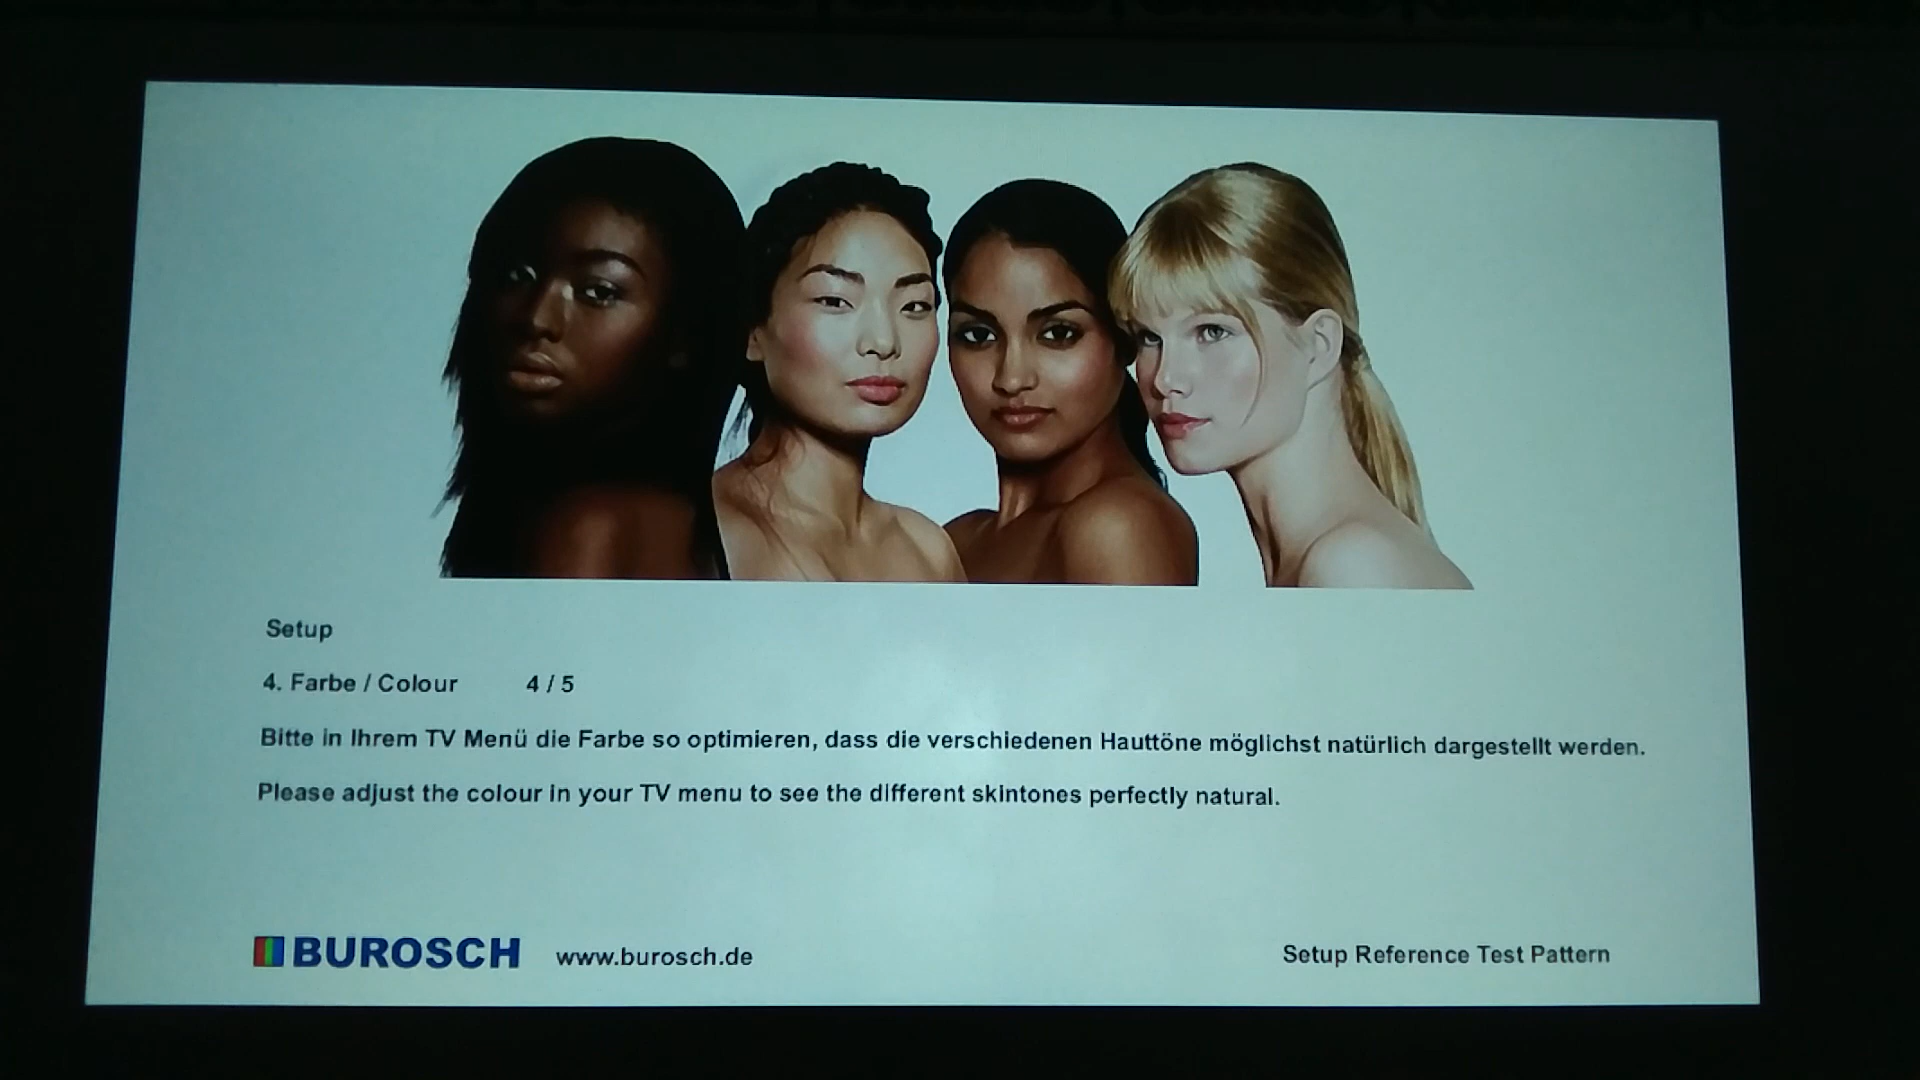 Setup
4. Farbe / Colour 4 / 5
Bitte in Ihrem TV Menü die Farbe so optimieren, dass die verschiedenen Hauttöne möglichst natürlich dargestellt werden.
Please adjust the colour in your TV menu to see the different skintones perfectly natural.
BUROSCH www.burosch.de Setup Reference Test Pattern